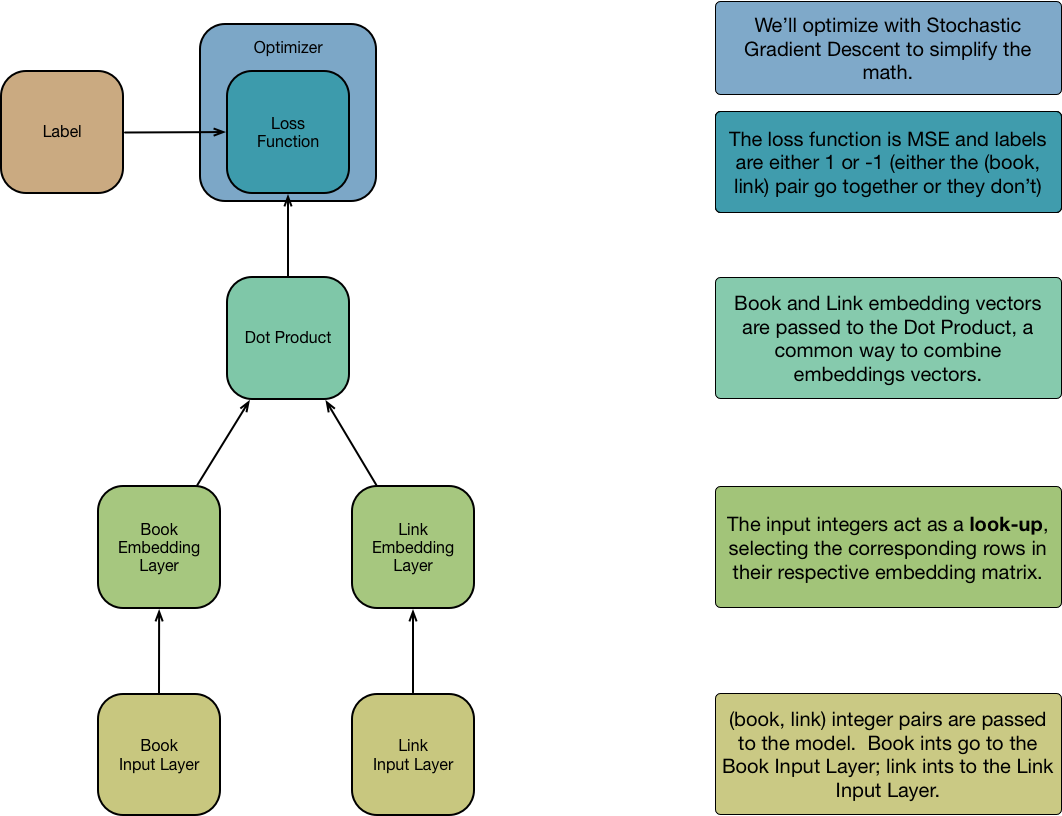 Optimizer
Label
Loss
Function
Dot Product
Book
Embedding
Layer
Link
Embedding
Layer
Book
Input Layer
Link
Input Layer
We’ll optimize with Stochastic
Gradient Descent to simplify the
math.
The loss function is MSE and labels
are either 1 or -1 (either the (book,
link) pair go together or they don’t)
Book and Link embedding vectors
are passed to the Dot Product, a
common way to combine
embeddings vectors.
The input integers act as a look-up,
selecting the corresponding rows in
their respective embedding matrix.
(book, link) integer pairs are passed
to the model.  Book ints go to the
Book Input Layer; link ints to the Link
Input Layer.